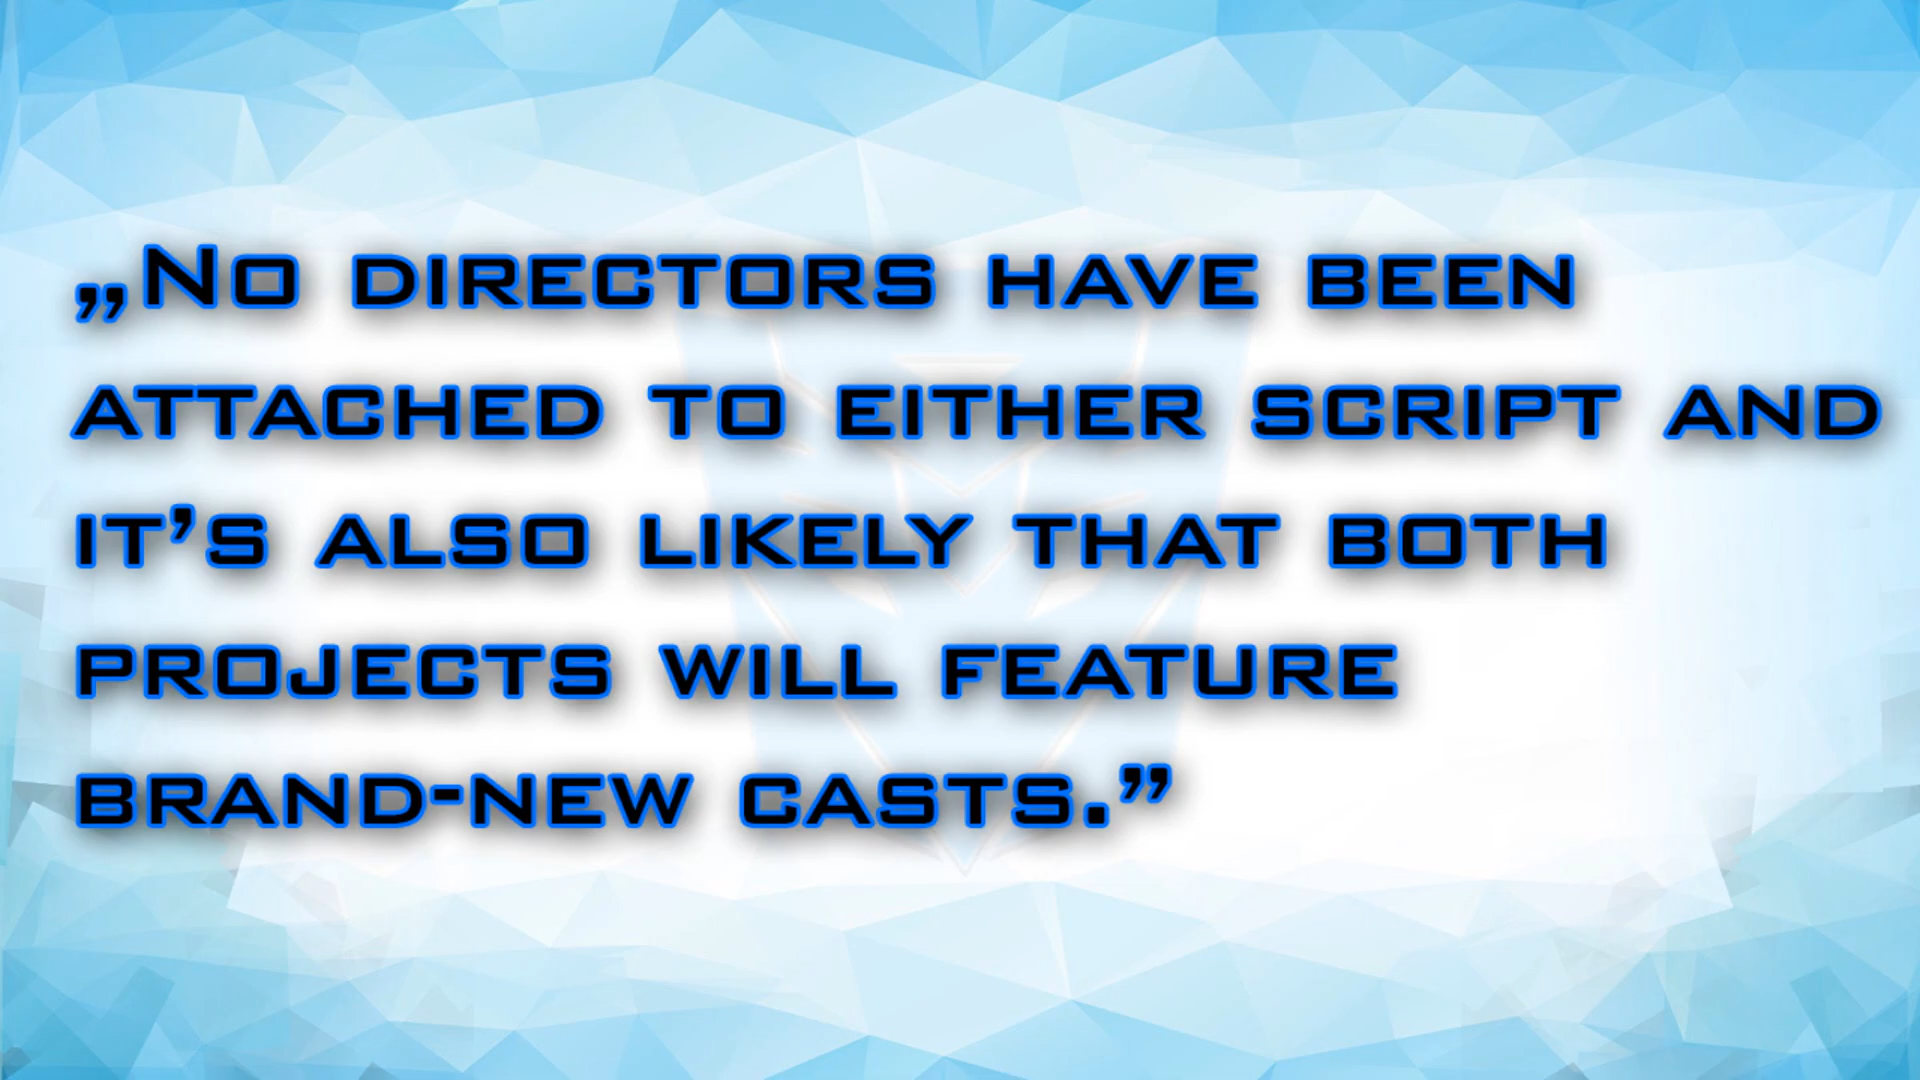 „No directors have been
attached to either script and
it’s also likely that both
projects will feature
brand-new casts.”